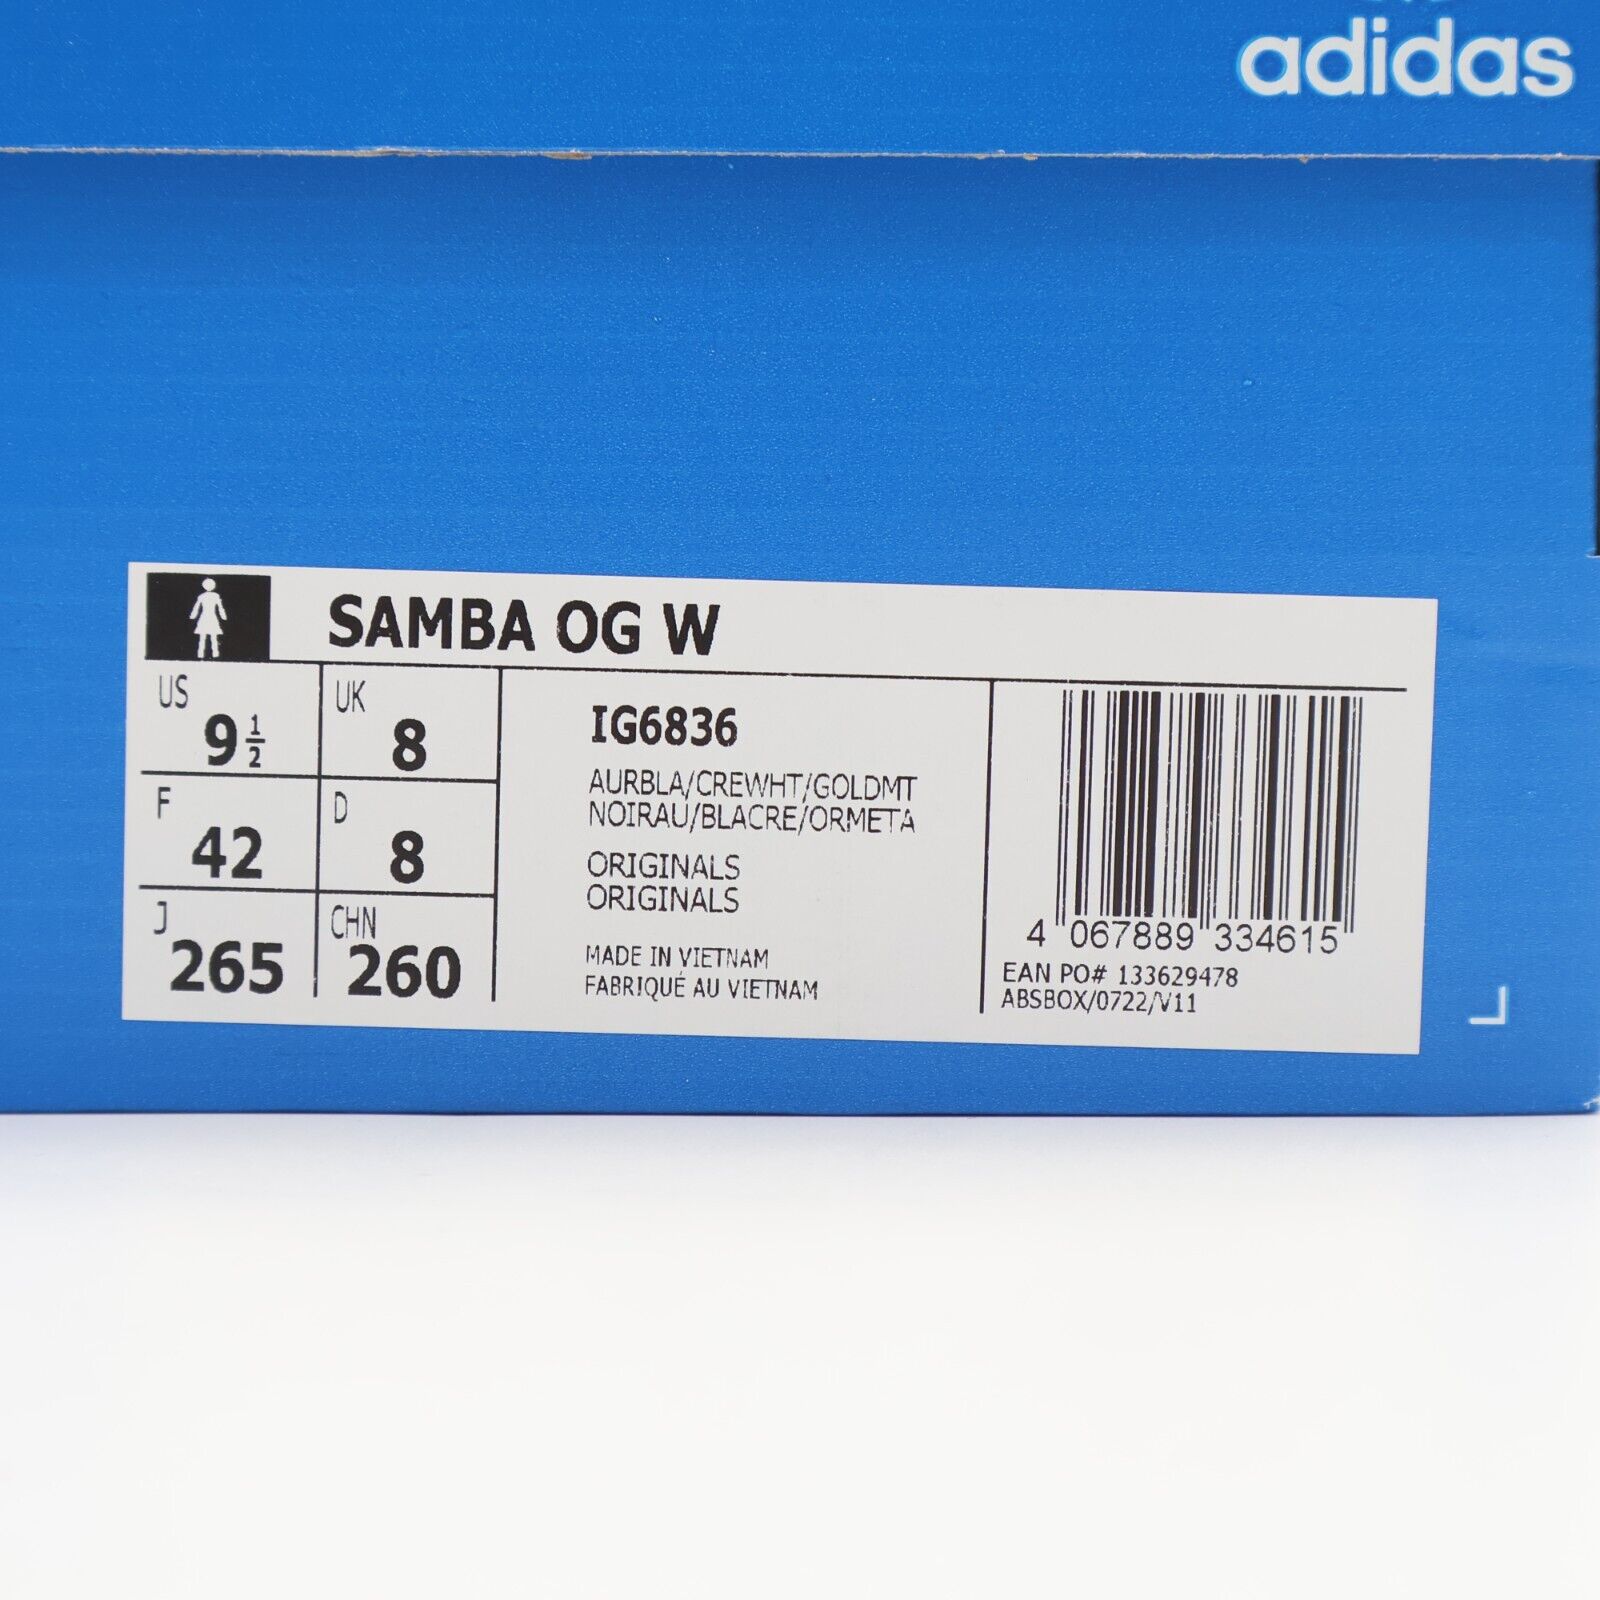 adidas
SAMBA OG W
US 9 1/2
UK 8
F 42
D 8
J 265
CHN 260
IG6836
AURBLA/CREWHT/GOLDMT
NOIRAU/BLACRE/ORMETA
ORIGINALS
ORIGINALS
MADE IN VIETNAM
FABRIQUÉ AU VIETNAM
4 067889 334615
EAN PO# 133629478
ABSBOX/0722/V11